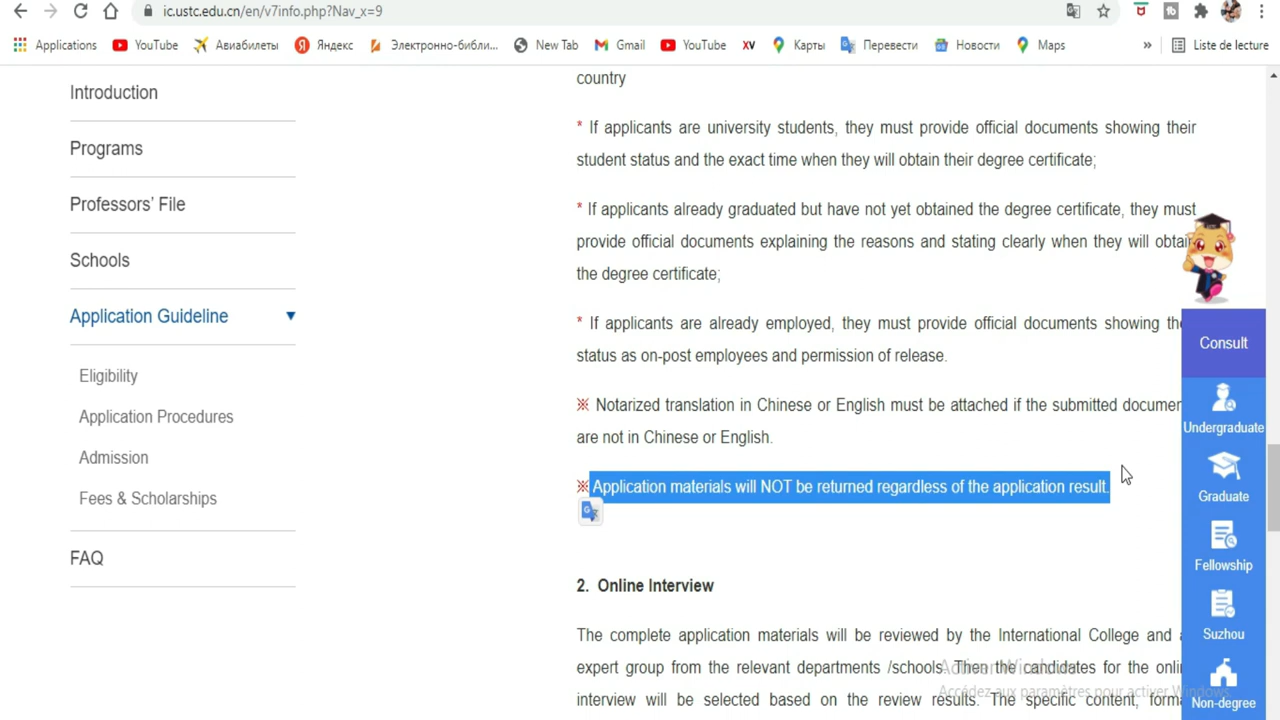 ic.ustc.edu.cn/en/v7info.php?Nav_x=9
Applications YouTube Авиабилеты Яндекс Электронно-библи... New Tab Gmail YouTube XV Карты Перевести Новости Maps » Liste de lecture
Introduction
Programs
Professors' File
Schools
Application Guideline
Eligibility
Application Procedures
Admission
Fees & Scholarships
FAQ
country
* If applicants are university students, they must provide official documents showing their
student status and the exact time when they will obtain their degree certificate;
* If applicants already graduated but have not yet obtained the degree certificate, they must
provide official documents explaining the reasons and stating clearly when they will obtain
the degree certificate;
* If applicants are already employed, they must provide official documents showing the
status as on-post employees and permission of release.
※ Notarized translation in Chinese or English must be attached if the submitted documen
are not in Chinese or English.
※ Application materials will NOT be returned regardless of the application result.
2. Online Interview
The complete application materials will be reviewed by the International College and a
expert group from the relevant departments /schools. Then the candidates for the onli
interview will be selected based on the review results. The specific content, forma
Consult
Undergraduate
Graduate
Fellowship
Suzhou
Non-degree
Activer Windows
Accédez aux paramètres pour activer Windows.